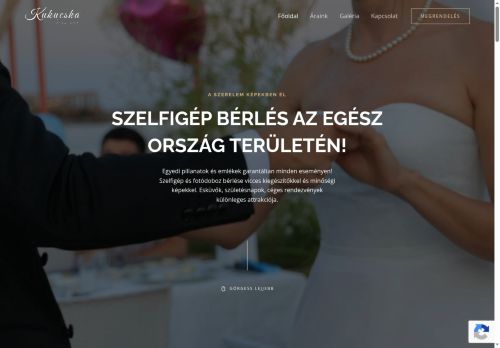 Kukucska
Főoldal Áraink Galéria Kapcsolat MEGRENDELÉS
A SZERELEM KÉPEKBEN ÉL
SZELFIGÉP BÉRLÉS AZ EGÉSZ
ORSZÁG TERÜLETÉN!
Egyedi pillanatok és emlékek garantáltan minden eseményen!
Szelfigép és fotódoboz bérlése vicces kiegészítőkkel és minőségi
képekkel. Esküvők, születésnapok, céges rendezvények
különleges attrakciója.
GÖRGESS LEJJEBB